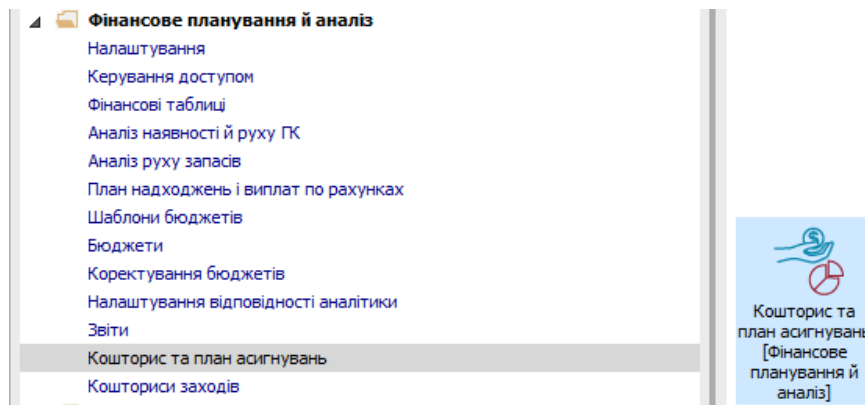 Фінансове планування й аналіз
Налаштування
Керування доступом
Фінансові таблиці
Аналіз наявності й руху ГК
Аналіз руху запасів
План надходжень і виплат по рахунках
Шаблони бюджетів
Бюджети
Коректування бюджетів
Налаштування відповідності аналітики
Звіти
Кошторис та план асигнувань
Кошториси заходів
Кошторис та
план асигнувань
[Фінансове
планування й
аналіз]